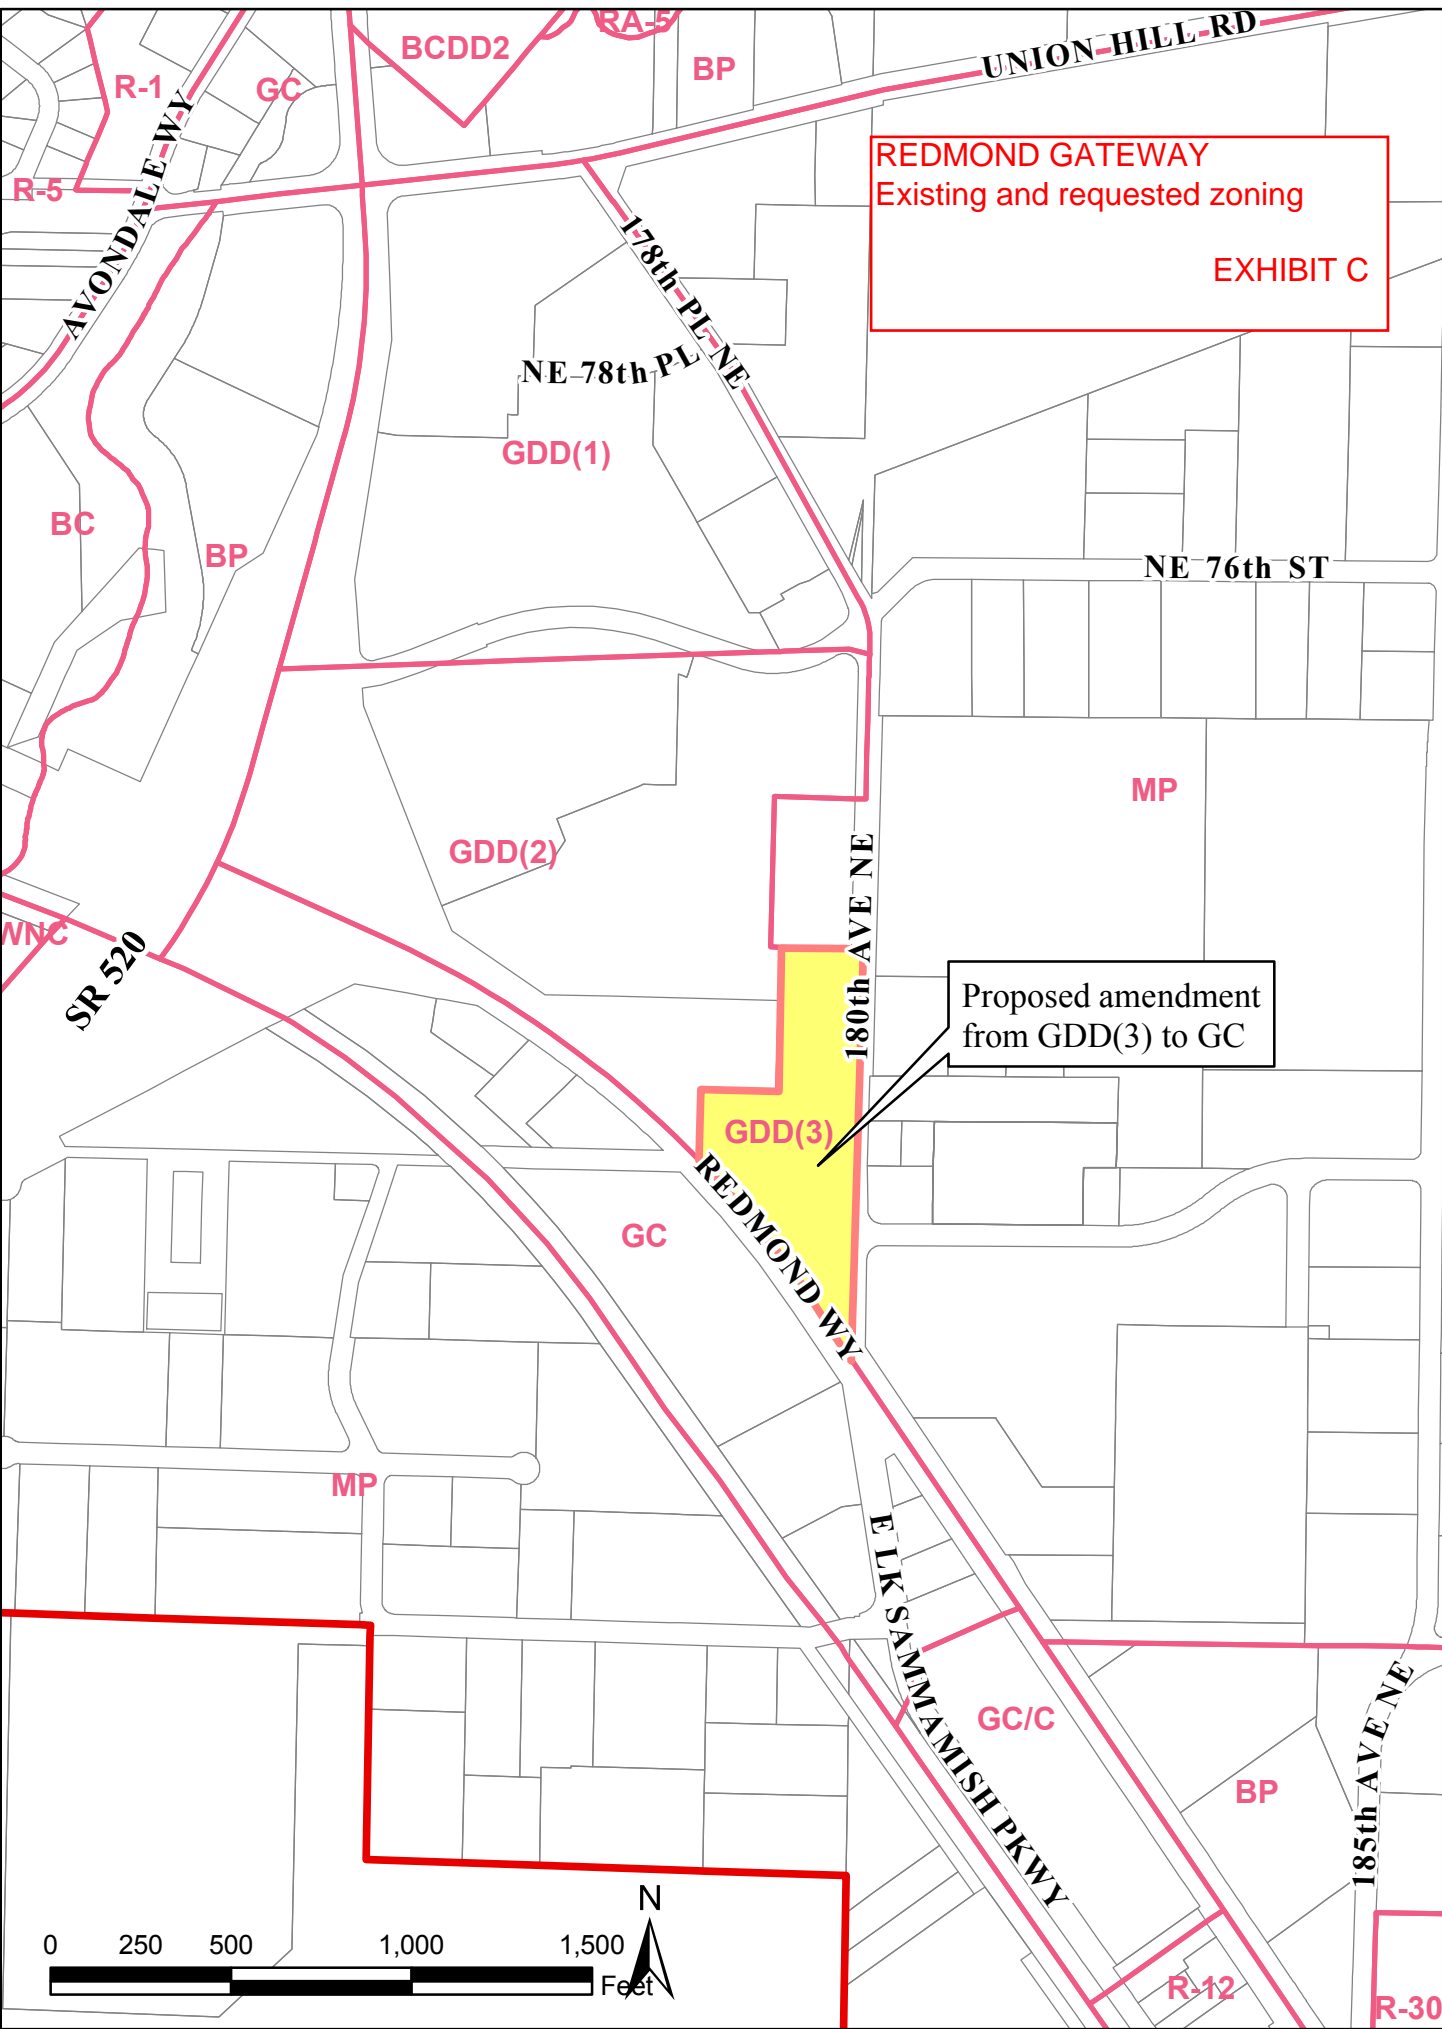 RA-5
BCDD2
UNION HILL RD
BP
R-1
GC
REDMOND GATEWAY
Existing and requested zoning
EXHIBIT C
R-5
AVONDALE WY
178th PL NE
NE 78th PL
GDD(1)
BC
BP
NE 76th ST
MP
GDD(2)
180th AVE NE
WNC
SR 520
Proposed amendment
from GDD(3) to GC
GDD(3)
REDMOND WY
GC
MP
E LK SAMMAMISH PKWY
GC/C
BP
185th AVE NE
N
0 250 500 1,000 1,500
Feet
R-12
R-30